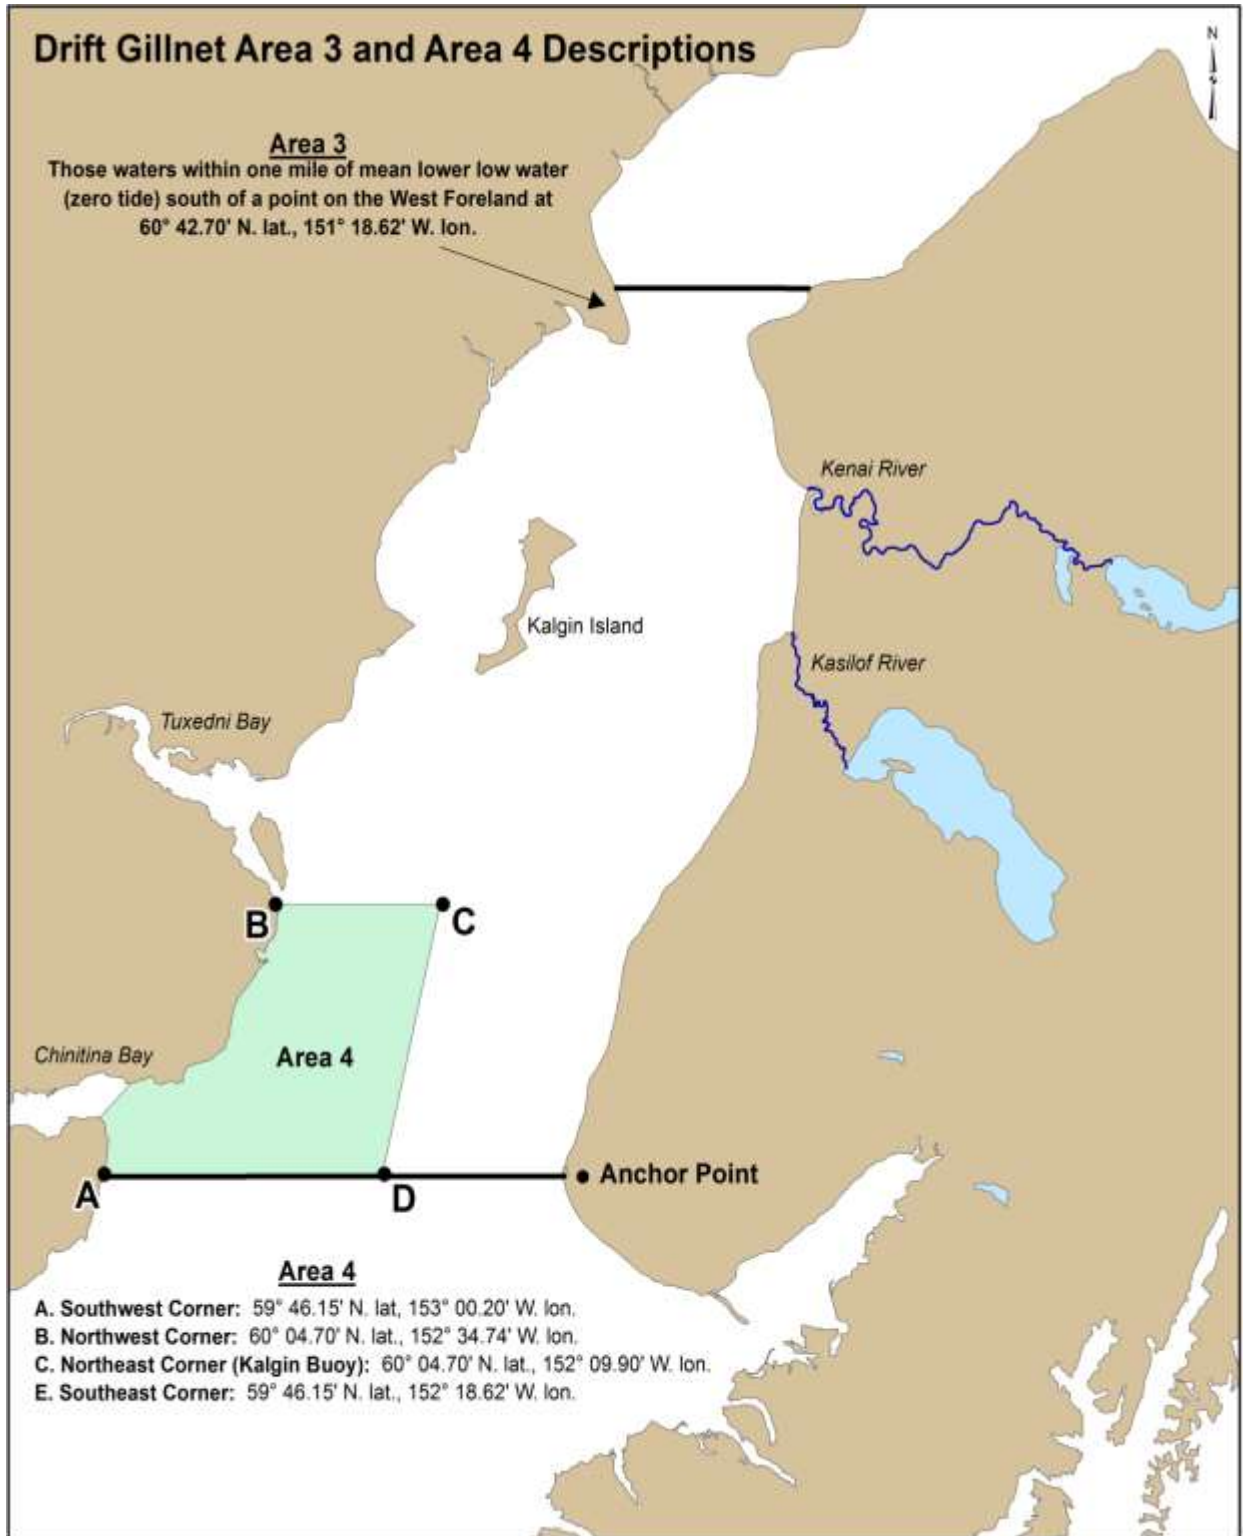 Drift Gillnet Area 3 and Area 4 Descriptions
N
Area 3
Those waters within one mile of mean lower low water
(zero tide) south of a point on the West Foreland at
60° 42.70' N. lat., 151° 18.62' W. lon.
Kenai River
Kalgin Island
Kasilof River
Tuxedni Bay
B
C
Chinitina Bay
Area 4
A
D
Anchor Point
Area 4
A. Southwest Corner: 59° 46.15' N. lat, 153° 00.20' W. lon.
B. Northwest Corner: 60° 04.70' N. lat., 152° 34.74' W. lon.
C. Northeast Corner (Kalgin Buoy): 60° 04.70' N. lat., 152° 09.90' W. lon.
E. Southeast Corner: 59° 46.15' N. lat., 152° 18.62' W. lon.